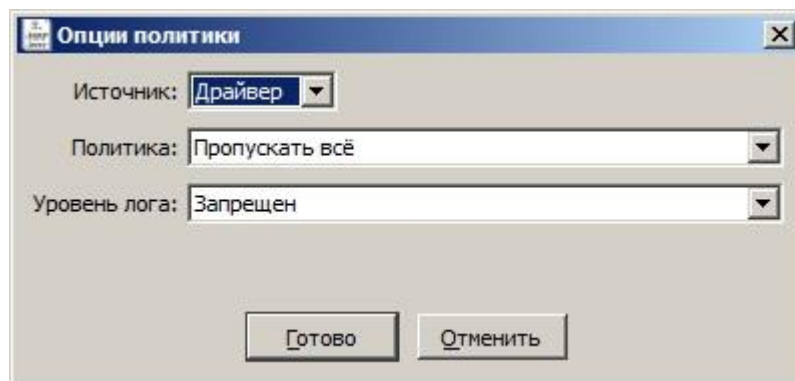 Опции политики
Источник: Драйвер
Политика: Пропускать всё
Уровень лога: Запрещен
Готово Отменить